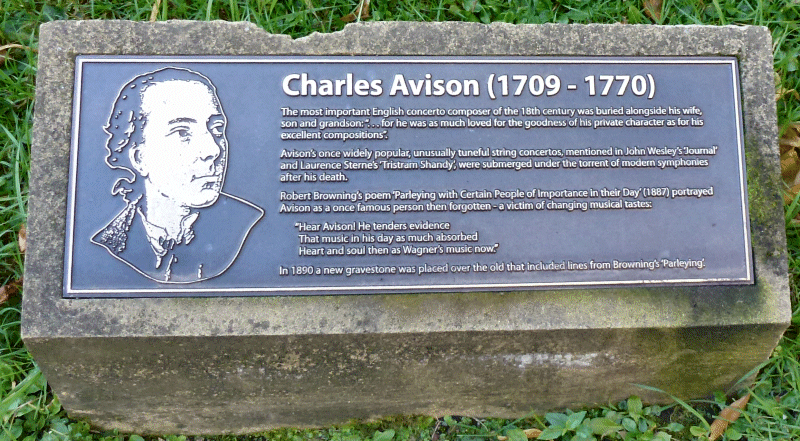 Charles Avison (1709 - 1770)
The most important English concerto composer of the 18th century was buried alongside his wife,
son and grandson: ". . . for he was as much loved for the goodness of his private character as for his
excellent compositions".
Avison's once widely popular, unusually tuneful string concertos, mentioned in John Wesley's 'Journal'
and Laurence Sterne's 'Tristram Shandy', were submerged under the torrent of modern symphonies
after his death.
Robert Browning's poem 'Parleying with Certain People of Importance in their Day' (1887) portrayed
Avison as a once famous person then forgotten - a victim of changing musical tastes:
"Hear Avison! He tenders evidence
That music in his day as much absorbed
Heart and soul then as Wagner's music now."
In 1890 a new gravestone was placed over the old that included lines from Browning's 'Parleying'.